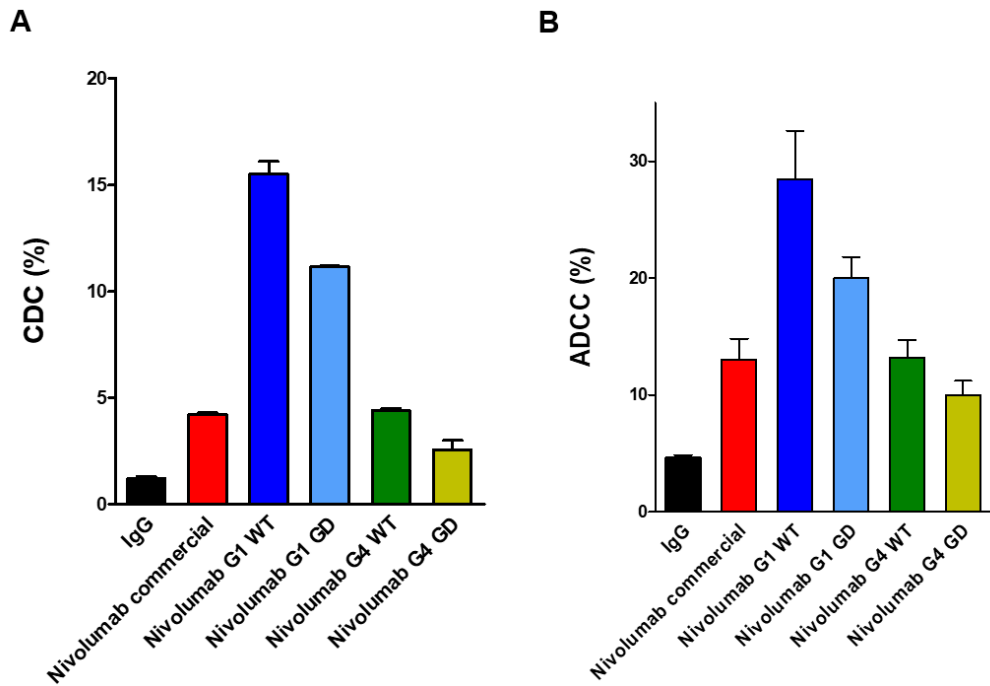 A
CDC (%)
20
15
10
5
0
IgG
Nivolumab commercial
Nivolumab G1 WT
Nivolumab G1 GD
Nivolumab G4 WT
Nivolumab G4 GD
B
ADCC (%)
30
20
10
0
IgG
Nivolumab commercial
Nivolumab G1 WT
Nivolumab G1 GD
Nivolumab G4 WT
Nivolumab G4 GD